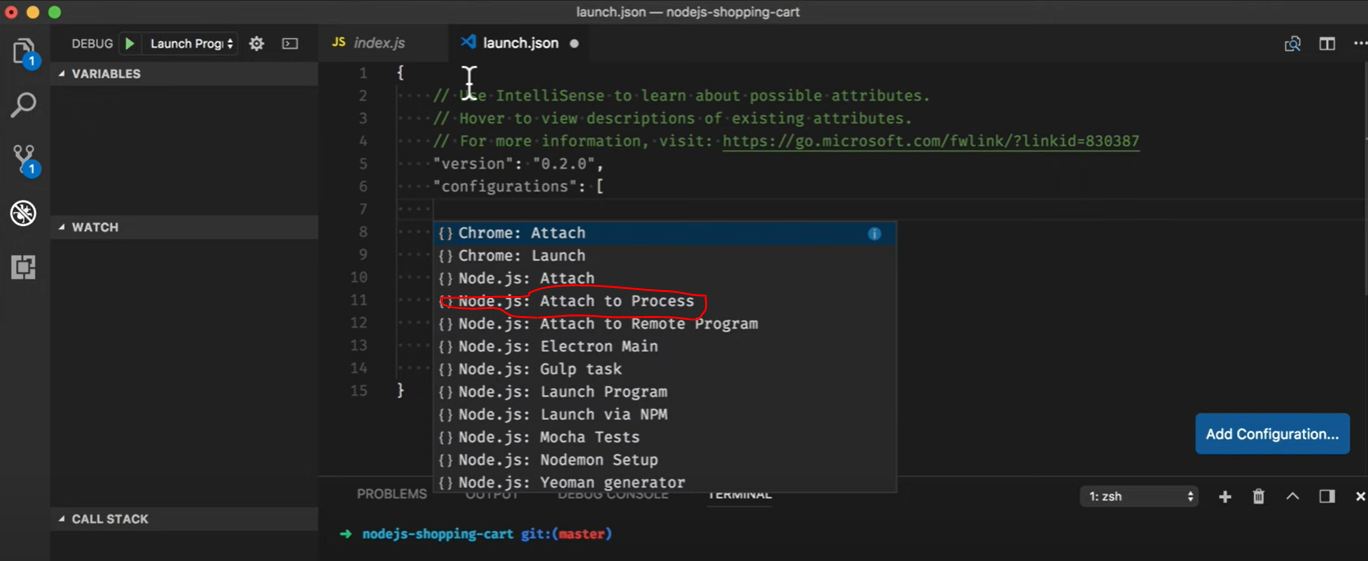 launch.json — nodejs-shopping-cart
DEBUG Launch Prog
JS index.js launch.json
1
1
VARIABLES
WATCH
CALL STACK
1 {
2 // Use IntelliSense to learn about possible attributes.
3 // Hover to view descriptions of existing attributes.
4 // For more information, visit: https://go.microsoft.com/fwlink/?linkid=830387
5 "version": "0.2.0",
6 "configurations": [
7
8 {} Chrome: Attach
9 {} Chrome: Launch
10 {} Node.js: Attach
11 {} Node.js: Attach to Process
12 {} Node.js: Attach to Remote Program
13 {} Node.js: Electron Main
14 {} Node.js: Gulp task
{} Node.js: Launch Program
15 }
{} Node.js: Launch via NPM
{} Node.js: Mocha Tests
{} Node.js: Nodemon Setup
{} Node.js: Yeoman generator
Add Configuration...
PROBLEMS OUTPUT DEBUG CONSOLE TERMINAL
1: zsh
➜ nodejs-shopping-cart git:(master)